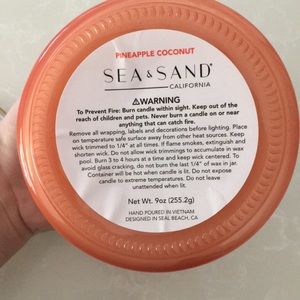 PINEAPPLE COCONUT
SEA & SAND®
CALIFORNIA
⚠WARNING
To Prevent Fire: Burn candle within sight. Keep out of the
reach of children and pets. Never burn a candle on or near
anything that can catch fire.
Remove all wrapping, labels and decorations before lighting. Place
on temperature safe surface away from other heat sources. Keep
wick trimmed to 1/4" at all times. If flame smokes, extinguish and
shorten wick. Do not allow wick trimmings to accumulate in wax
pool. Burn 3 to 4 hours at a time and keep wick centered. To
avoid glass cracking, do not burn the last 1/4" of wax in jar.
Container will be hot when candle is lit. Do not expose
candle to extreme temperatures. Do not leave
unattended when lit.
Net Wt. 9oz (255.2g)
HAND POURED IN VIETNAM
DESIGNED IN SEAL BEACH, CA